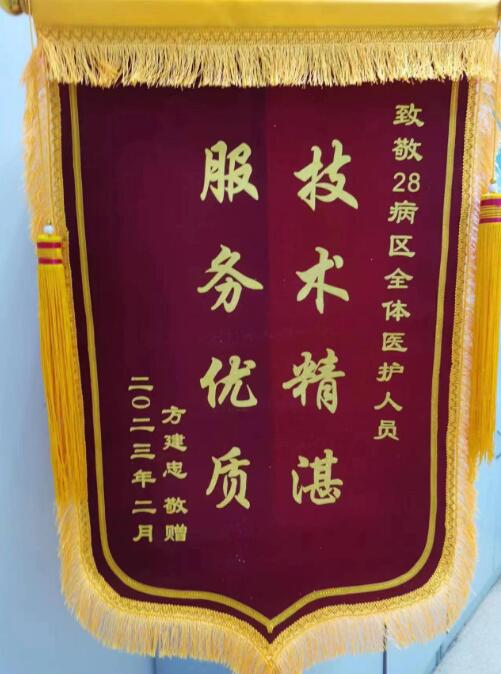 致敬28病区全体医护人员
技术精湛
服务优质
方建忠 敬赠
二〇二三年二月